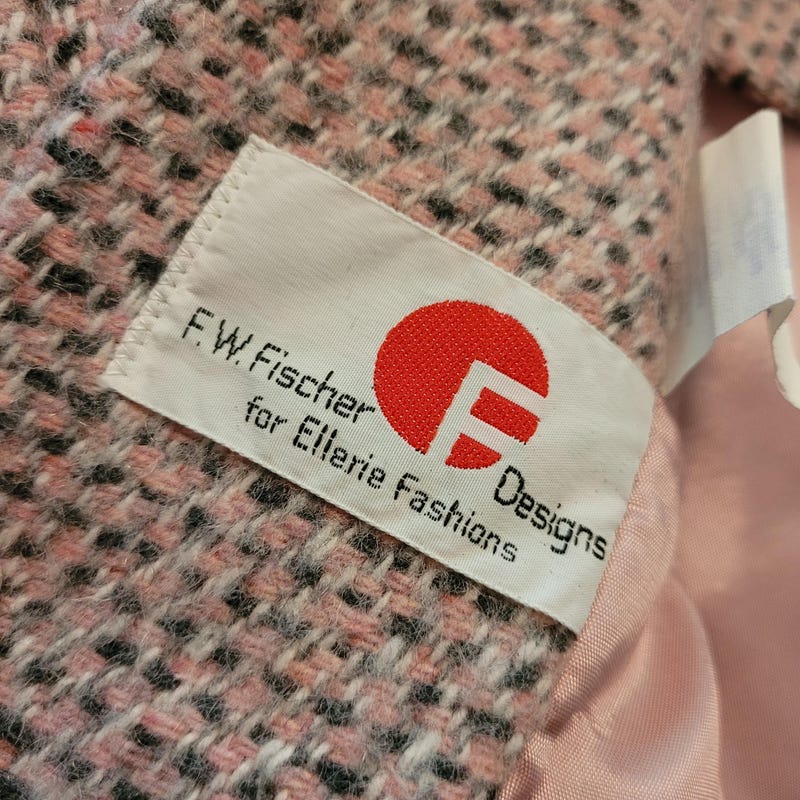 F.W. Fischer F Designs
for Ellerie Fashions